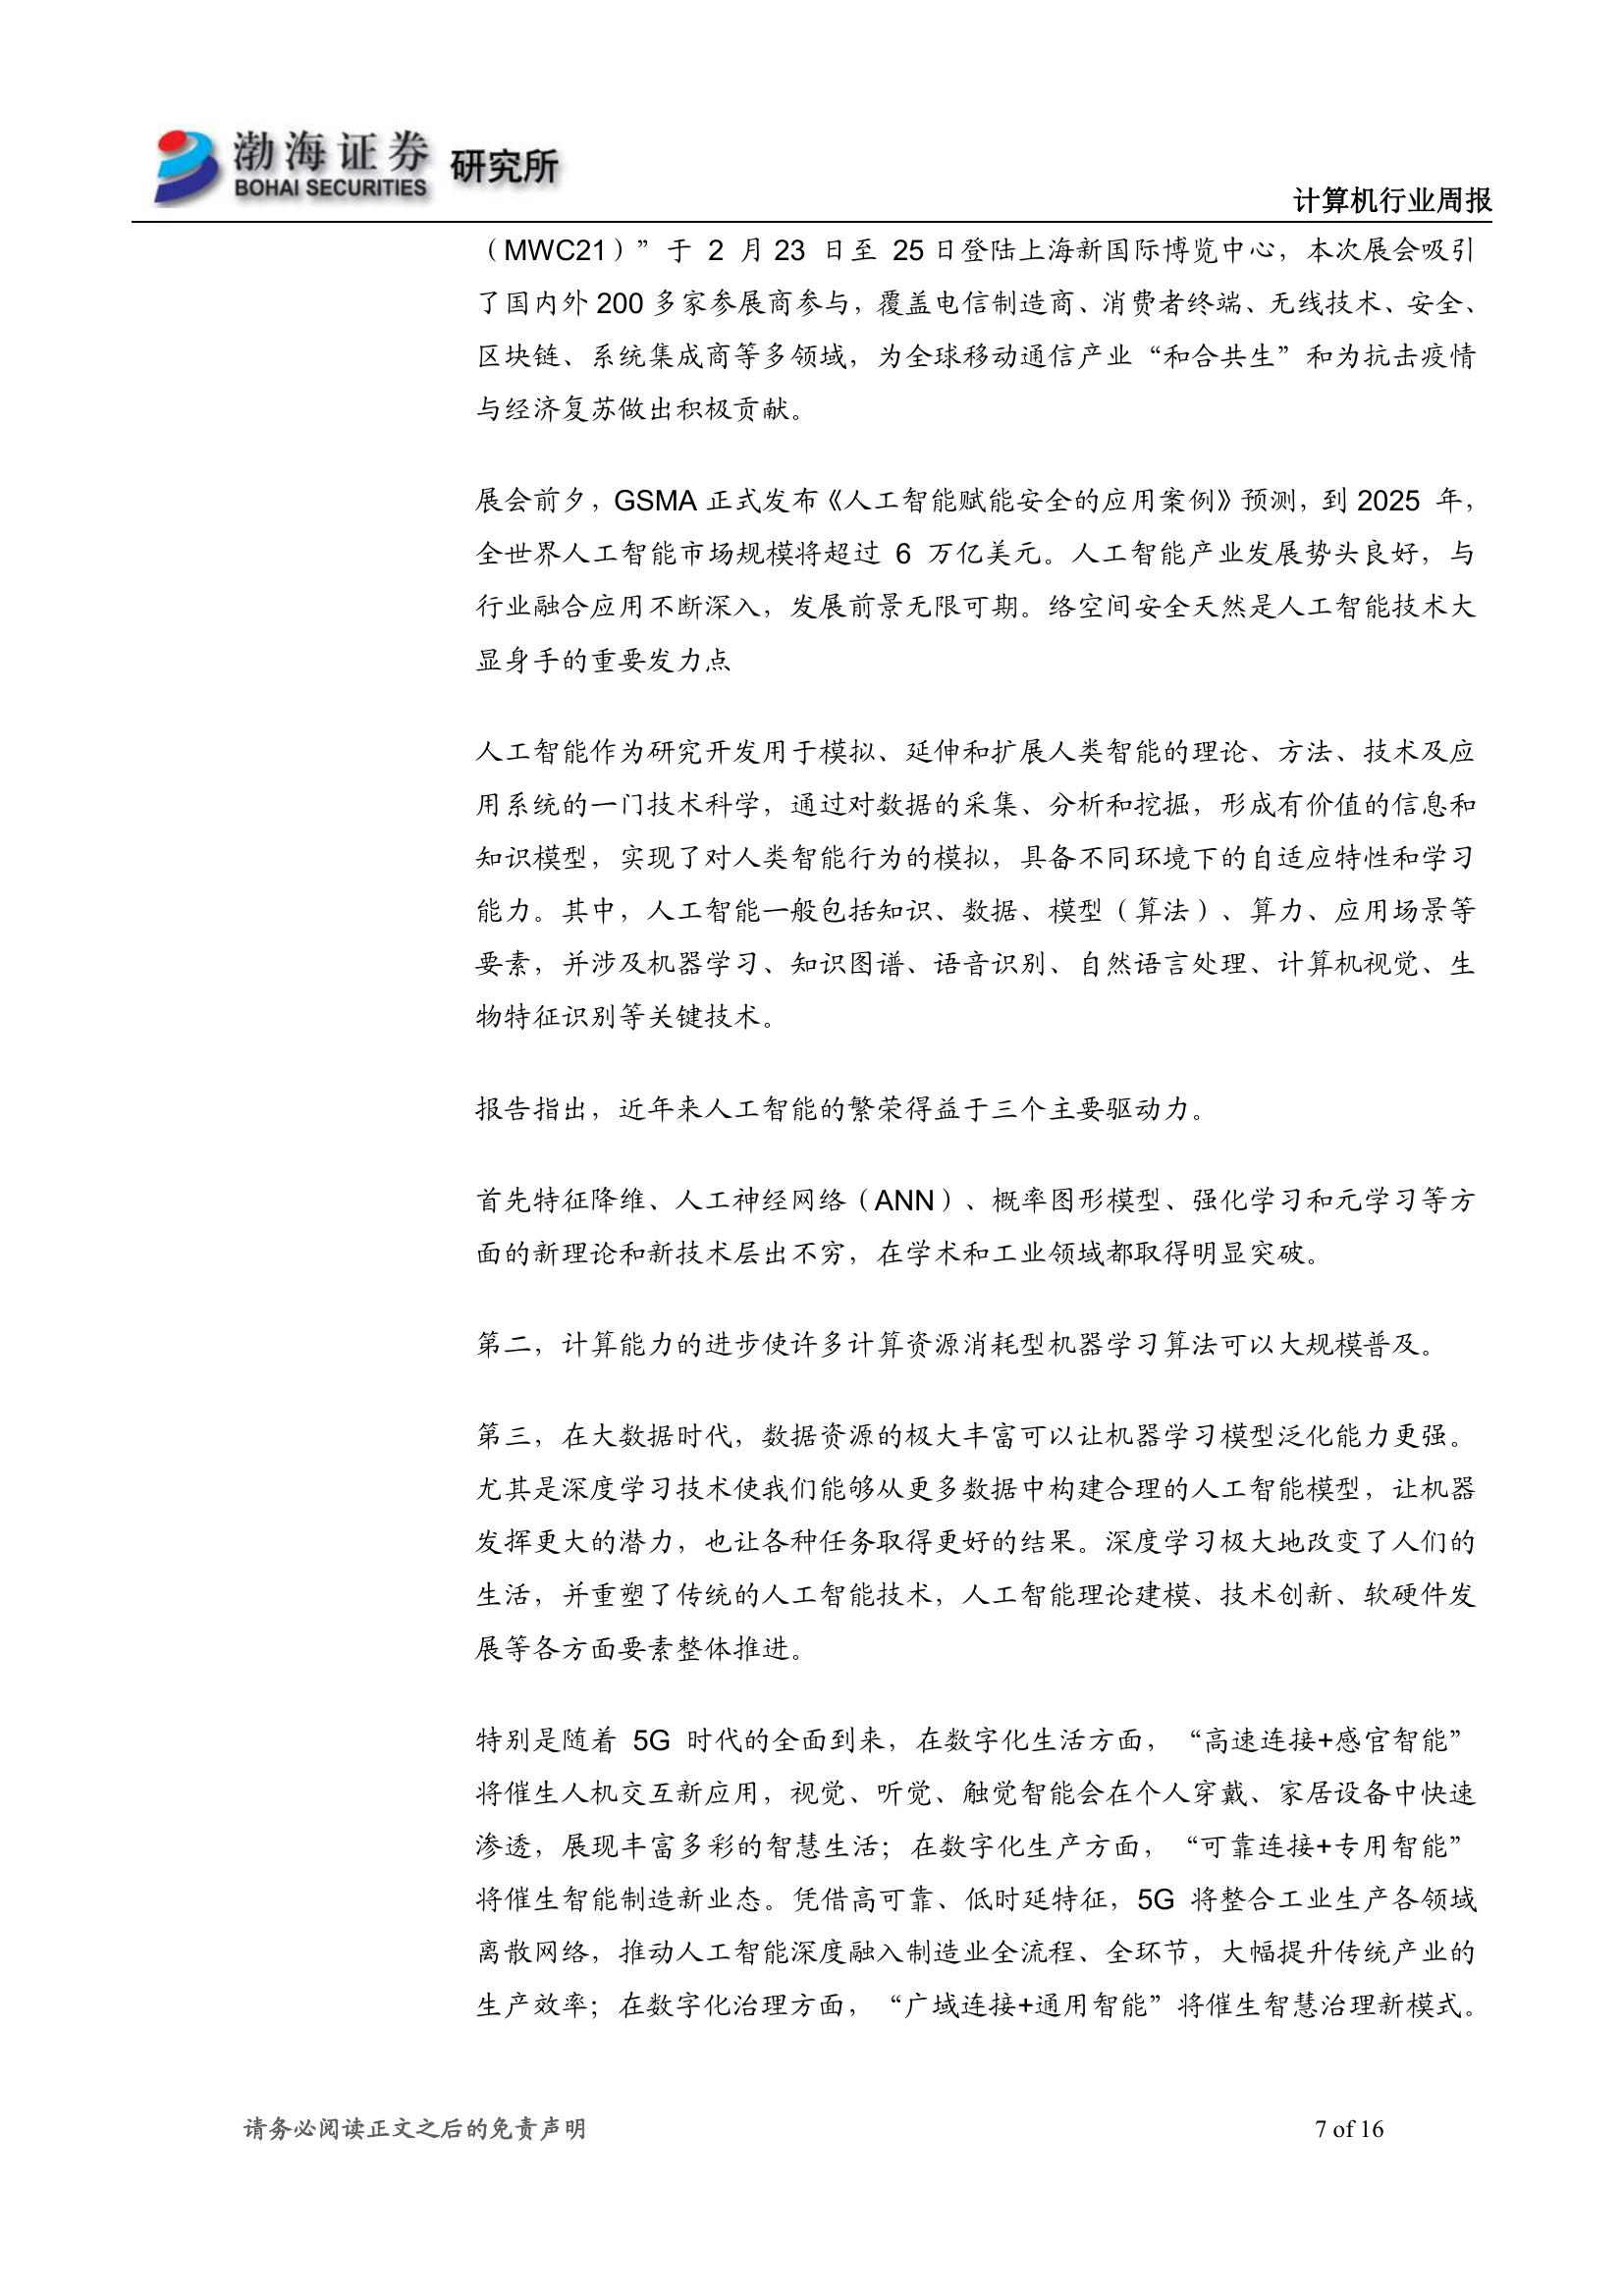 渤海证券 研究所
BOHAI SECURITIES
计算机行业周报
（MWC21）”于 2 月 23 日至 25 日登陆上海新国际博览中心，本次展会吸引
了国内外 200 多家参展商参与，覆盖电信制造商、消费者终端、无线技术、安全、
区块链、系统集成商等多领域，为全球移动通信产业“和合共生”和为抗击疫情
与经济复苏做出积极贡献。
展会前夕，GSMA 正式发布《人工智能赋能安全的应用案例》预测，到 2025 年，
全世界人工智能市场规模将超过 6 万亿美元。人工智能产业发展势头良好，与
行业融合应用不断深入，发展前景无限可期。络空间安全天然是人工智能技术大
显身手的重要发力点
人工智能作为研究开发用于模拟、延伸和扩展人类智能的理论、方法、技术及应
用系统的一门技术科学，通过对数据的采集、分析和挖掘，形成有价值的信息和
知识模型，实现了对人类智能行为的模拟，具备不同环境下的自适应特性和学习
能力。其中，人工智能一般包括知识、数据、模型（算法）、算力、应用场景等
要素，并涉及机器学习、知识图谱、语音识别、自然语言处理、计算机视觉、生
物特征识别等关键技术。
报告指出，近年来人工智能的繁荣得益于三个主要驱动力。
首先特征降维、人工神经网络（ANN）、概率图形模型、强化学习和元学习等方
面的新理论和新技术层出不穷，在学术和工业领域都取得明显突破。
第二，计算能力的进步使许多计算资源消耗型机器学习算法可以大规模普及。
第三，在大数据时代，数据资源的极大丰富可以让机器学习模型泛化能力更强。
尤其是深度学习技术使我们能够从更多数据中构建合理的人工智能模型，让机器
发挥更大的潜力，也让各种任务取得更好的结果。深度学习极大地改变了人们的
生活，并重塑了传统的人工智能技术，人工智能理论建模、技术创新、软硬件发
展等各方面要素整体推进。
特别是随着 5G 时代的全面到来，在数字化生活方面，“高速连接+感官智能”
将催生人机交互新应用，视觉、听觉、触觉智能会在个人穿戴、家居设备中快速
渗透，展现丰富多彩的智慧生活；在数字化生产方面，“可靠连接+专用智能”
将催生智能制造新业态。凭借高可靠、低时延特征，5G 将整合工业生产各领域
离散网络，推动人工智能深度融入制造业全流程、全环节，大幅提升传统产业的
生产效率；在数字化治理方面，“广域连接+通用智能”将催生智慧治理新模式。
请务必阅读正文之后的免责声明
7 of 16